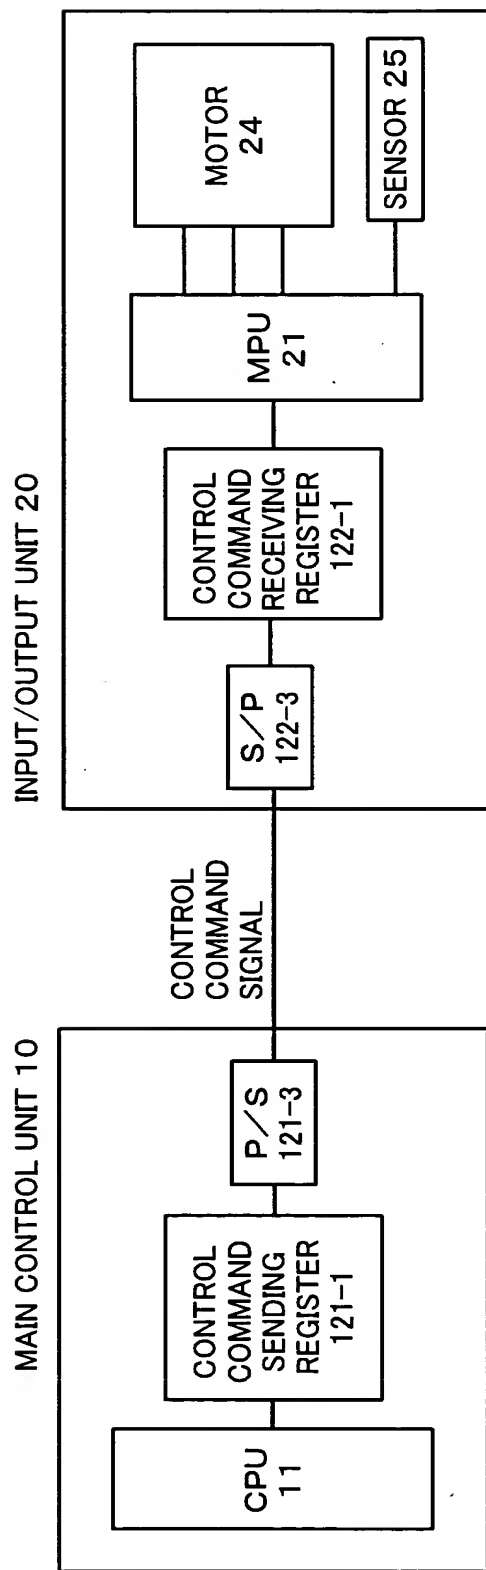 MAIN CONTROL UNIT 10
CPU
11
CONTROL
COMMAND
SENDING
REGISTER
121-1
P/S
121-3
CONTROL
COMMAND
SIGNAL
INPUT/OUTPUT UNIT 20
S/P
122-3
CONTROL
COMMAND
RECEIVING
REGISTER
122-1
MPU
21
MOTOR
24
SENSOR 25